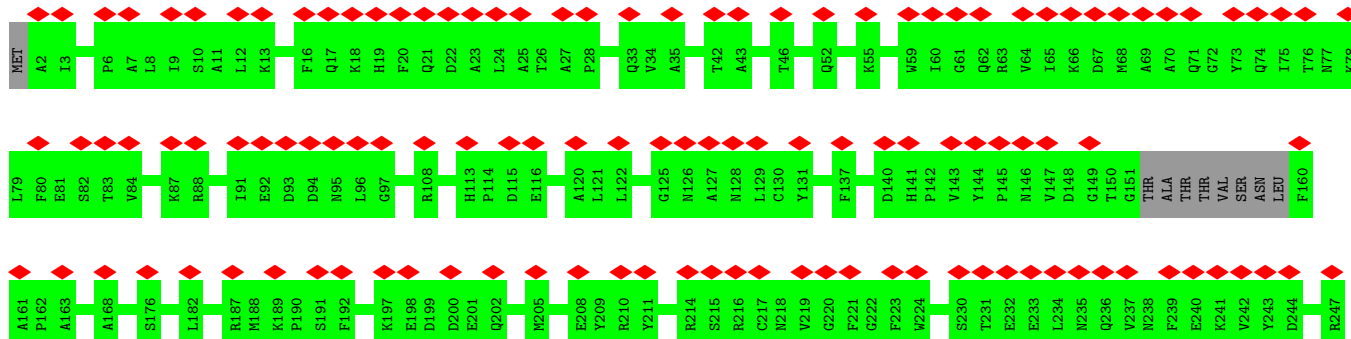 MET A2 I3 P6 A7 L8 I9 S10 A11 L12 K13 F16 Q17 K18 H19 F20 Q21 D22 A23 L24 A25 T26 A27 P28 Q33 V34 A35 T42 A43 T46 Q52 K55 W59 I60 G61 Q62 R63 V64 I65 K66 D67 M68 A69 A70 Q71 G72 Y73 Q74 I75 T76 N77 K78
L79 F80 E81 S82 T83 V84 K87 R88 I91 E92 D93 D94 N95 L96 G97 R108 H113 P114 D115 E116 A120 L121 L122 G125 N126 A127 N128 L129 C130 Y131 F137 D140 H141 P142 V143 Y144 P145 N146 V147 D148 G149 T150 G151 THR ALA THR THR VAL SER ASN LEU F160
A161 P162 A163 A168 S176 L182 R187 M188 K189 P190 S191 F192 K197 E198 D199 D200 E201 Q202 M205 E208 Y209 R210 Y211 R214 S215 R216 C217 N218 V219 G220 F221 G222 F223 W224 S230 T231 E232 E233 L234 N235 Q236 V237 N238 F239 E240 K241 V242 Y243 D244 R247